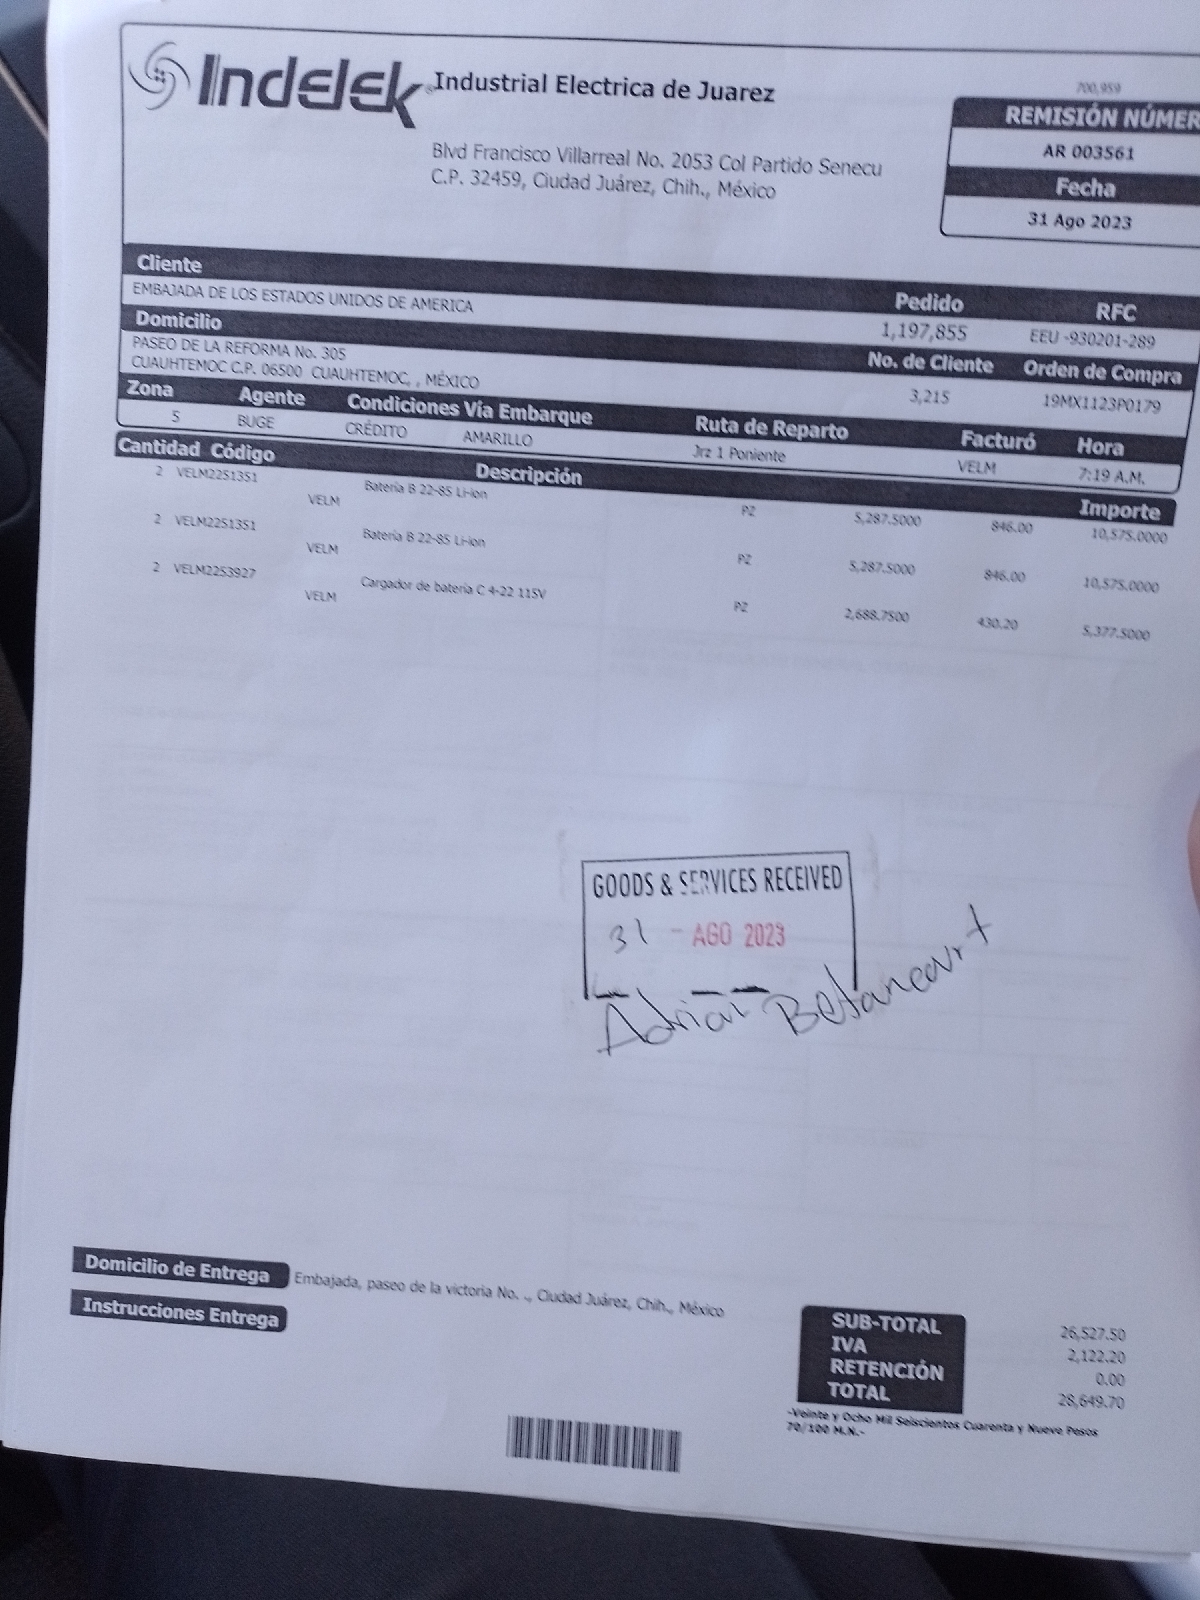 Indelek
Industrial Electrica de Juarez
700,959
REMISIÓN NÚMER
AR 003561
Blvd Francisco Villarreal No. 2053 Col Partido Senecu
C.P. 32459, Ciudad Juárez, Chih., México
Fecha
31 Ago 2023
Cliente
EMBAJADA DE LOS ESTADOS UNIDOS DE AMERICA
Pedido RFC
1,197,855 EEU -930201-289
Domicilio
PASEO DE LA REFORMA No. 305
CUAUHTEMOC C.P. 06500 CUAUHTEMOC, , MÉXICO
No. de Cliente Orden de Compra
3,215 19MX1123P0179
Zona Agente Condiciones Vía Embarque Ruta de Reparto Facturó Hora
5 BUGE CRÉDITO AMARILLO Jrz 1 Poniente VELM 7:19 A.M.
Cantidad Código Descripción Importe
2 VELM2251351 Batería B 22-85 Li-ion PZ 5,287.5000 846.00 10,575.0000
VELM
2 VELM2251351 Batería B 22-85 Li-ion PZ 5,287.5000 846.00 10,575.0000
VELM
2 VELM2253927 Cargador de batería C 4-22 115V PZ 2,688.7500 430.20 5,377.5000
VELM
GOODS & SERVICES RECEIVED
31 - AGO 2023
Adrian Betancourt
Domicilio de Entrega Embajada, paseo de la victoria No. ., Ciudad Juárez, Chih., México
Instrucciones Entrega
SUB-TOTAL 26,527.50
IVA 2,122.20
RETENCIÓN 0.00
TOTAL 28,649.70
-Veinte y Ocho Mil Seiscientos Cuarenta y Nueve Pesos
70/100 M.N.-